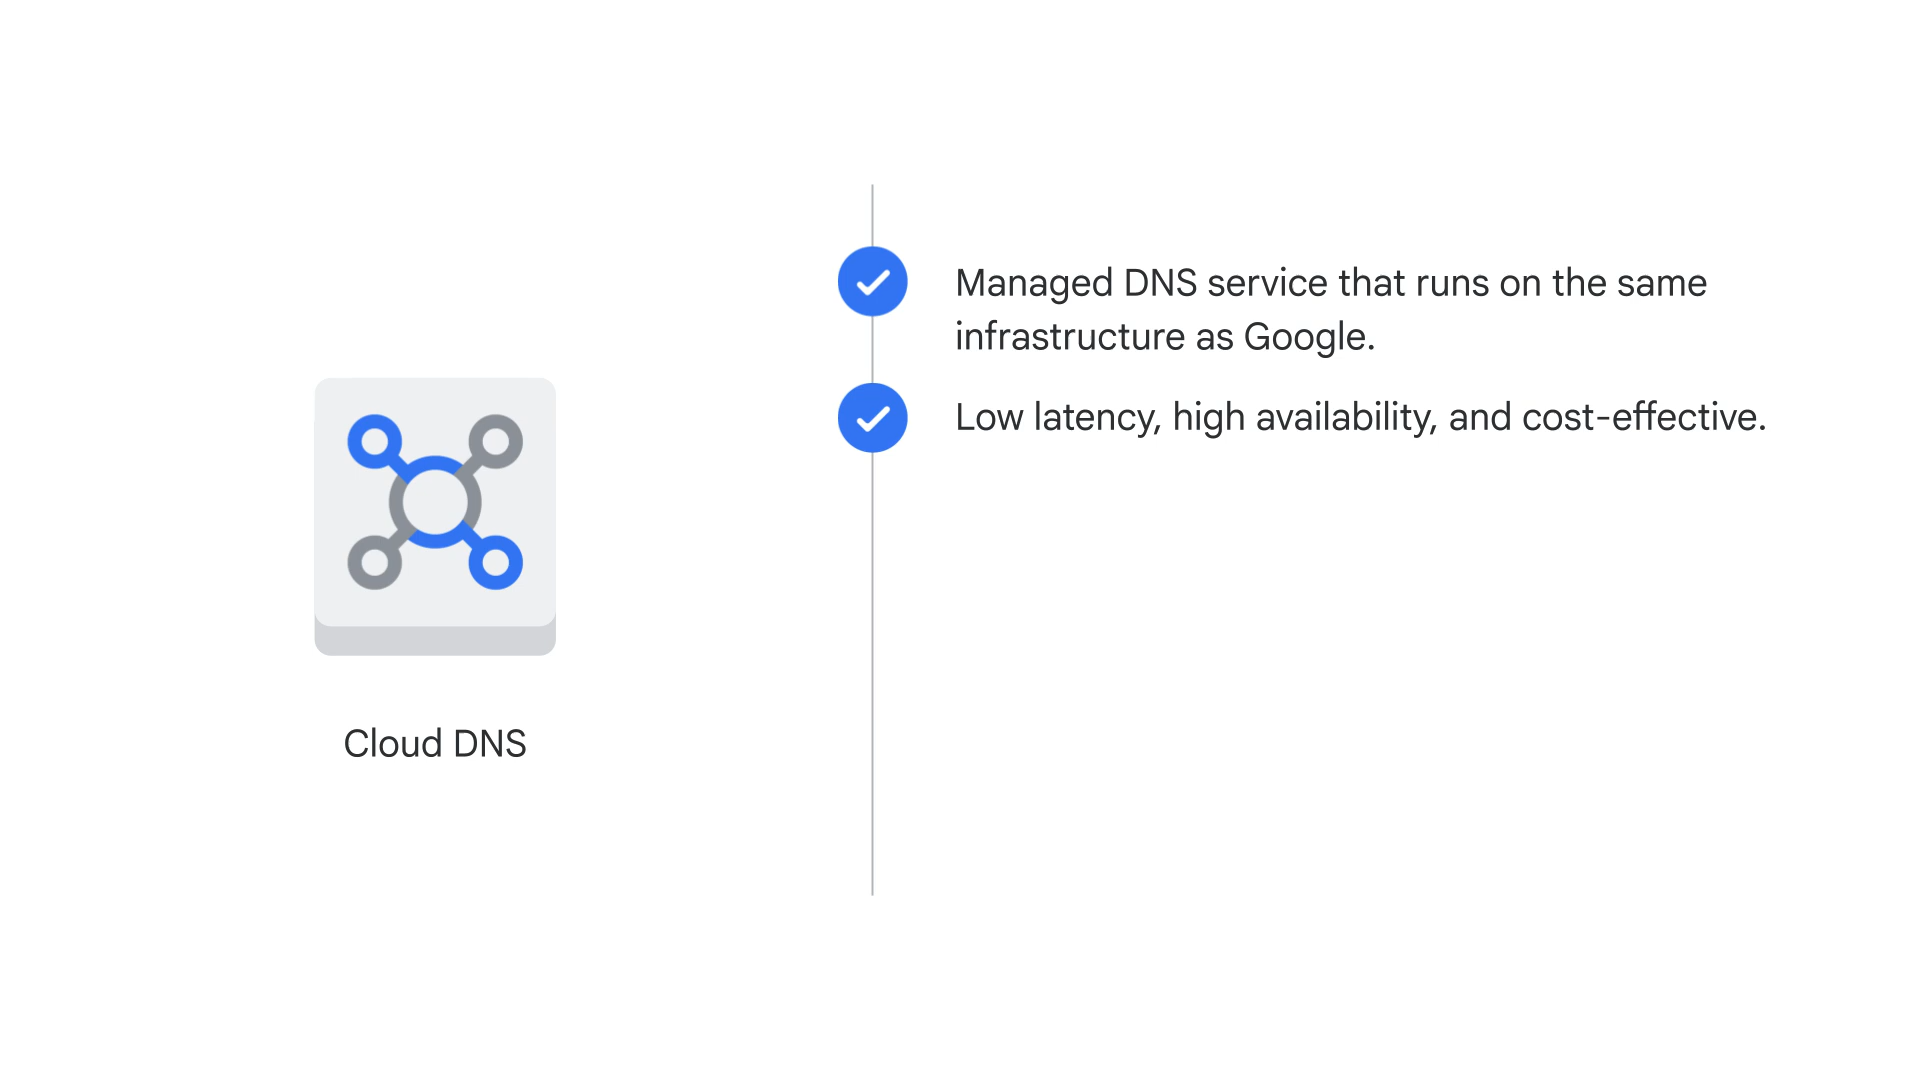 Managed DNS service that runs on the same
infrastructure as Google.
Low latency, high availability, and cost-effective.
Cloud DNS